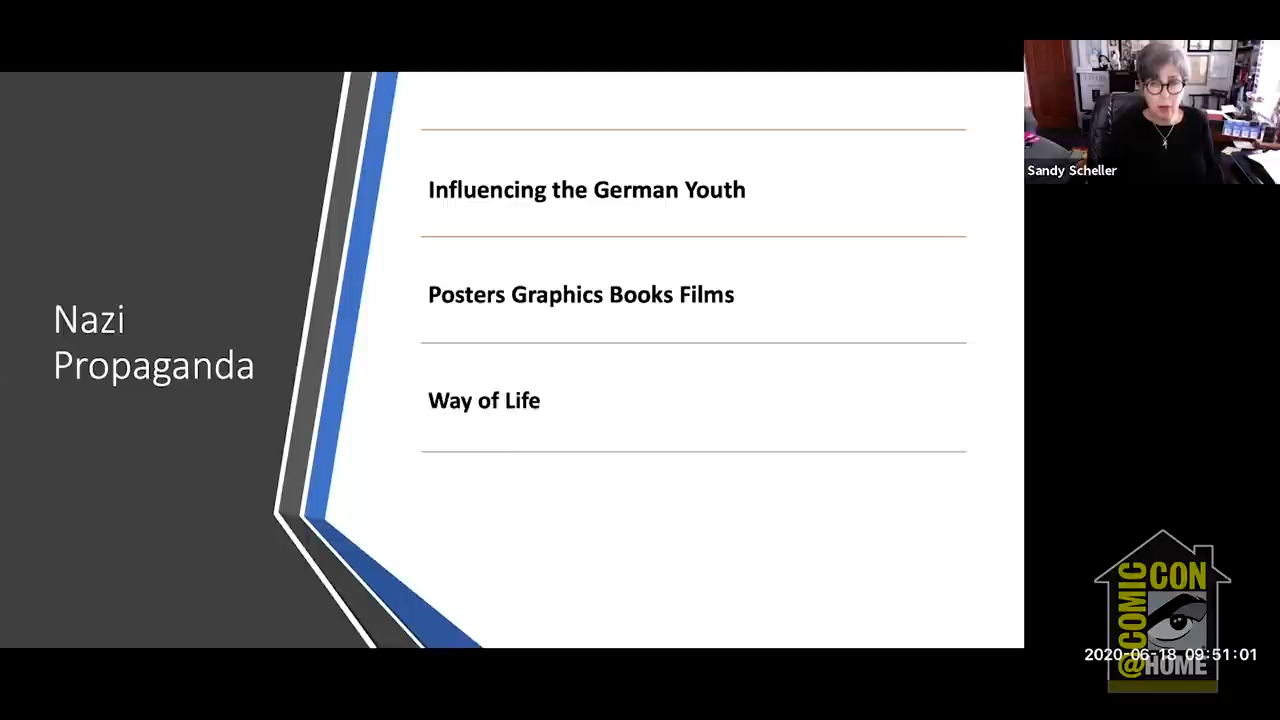 Nazi
Propaganda
Influencing the German Youth
Posters Graphics Books Films
Way of Life
Sandy Scheller
@COMIC
CON
2020-06-18 09:51:01
HOME